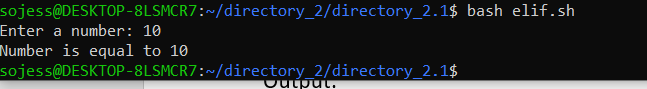 sojess@DESKTOP-8LSMCR7:~/directory_2/directory_2.1$ bash elif.sh
Enter a number: 10
Number is equal to 10
sojess@DESKTOP-8LSMCR7:~/directory_2/directory_2.1$
Output: